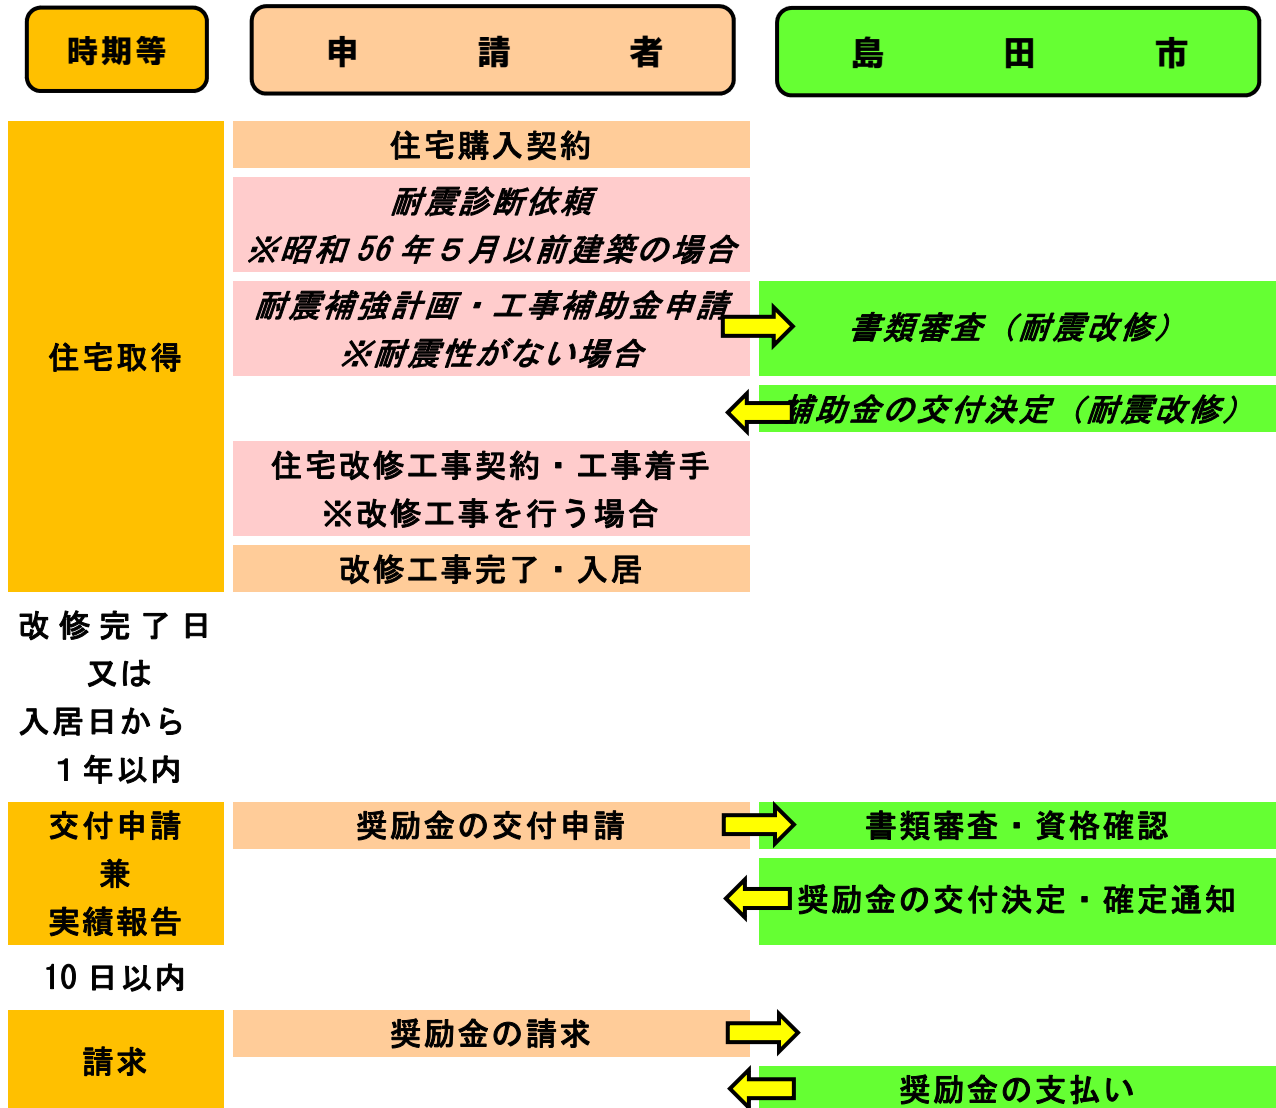 時期等
申請者
島田市
住宅取得
住宅購入契約
耐震診断依頼
※昭和56年５月以前建築の場合
耐震補強計画・工事補助金申請
※耐震性がない場合
書類審査（耐震改修）
補助金の交付決定（耐震改修）
住宅改修工事契約・工事着手
※改修工事を行う場合
改修工事完了・入居
改修完了日
又は
入居日から
１年以内
交付申請
兼
実績報告
奨励金の交付申請
書類審査・資格確認
奨励金の交付決定・確定通知
10日以内
請求
奨励金の請求
奨励金の支払い